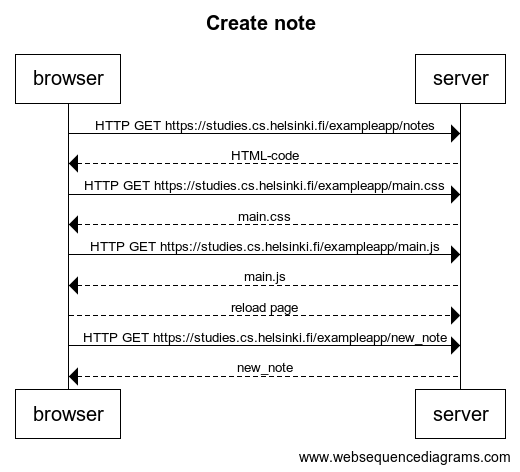 Create note
browser server
HTTP GET https://studies.cs.helsinki.fi/exampleapp/notes
HTML-code
HTTP GET https://studies.cs.helsinki.fi/exampleapp/main.css
main.css
HTTP GET https://studies.cs.helsinki.fi/exampleapp/main.js
main.js
reload page
HTTP GET https://studies.cs.helsinki.fi/exampleapp/new_note
new_note
browser server
www.websequencediagrams.com